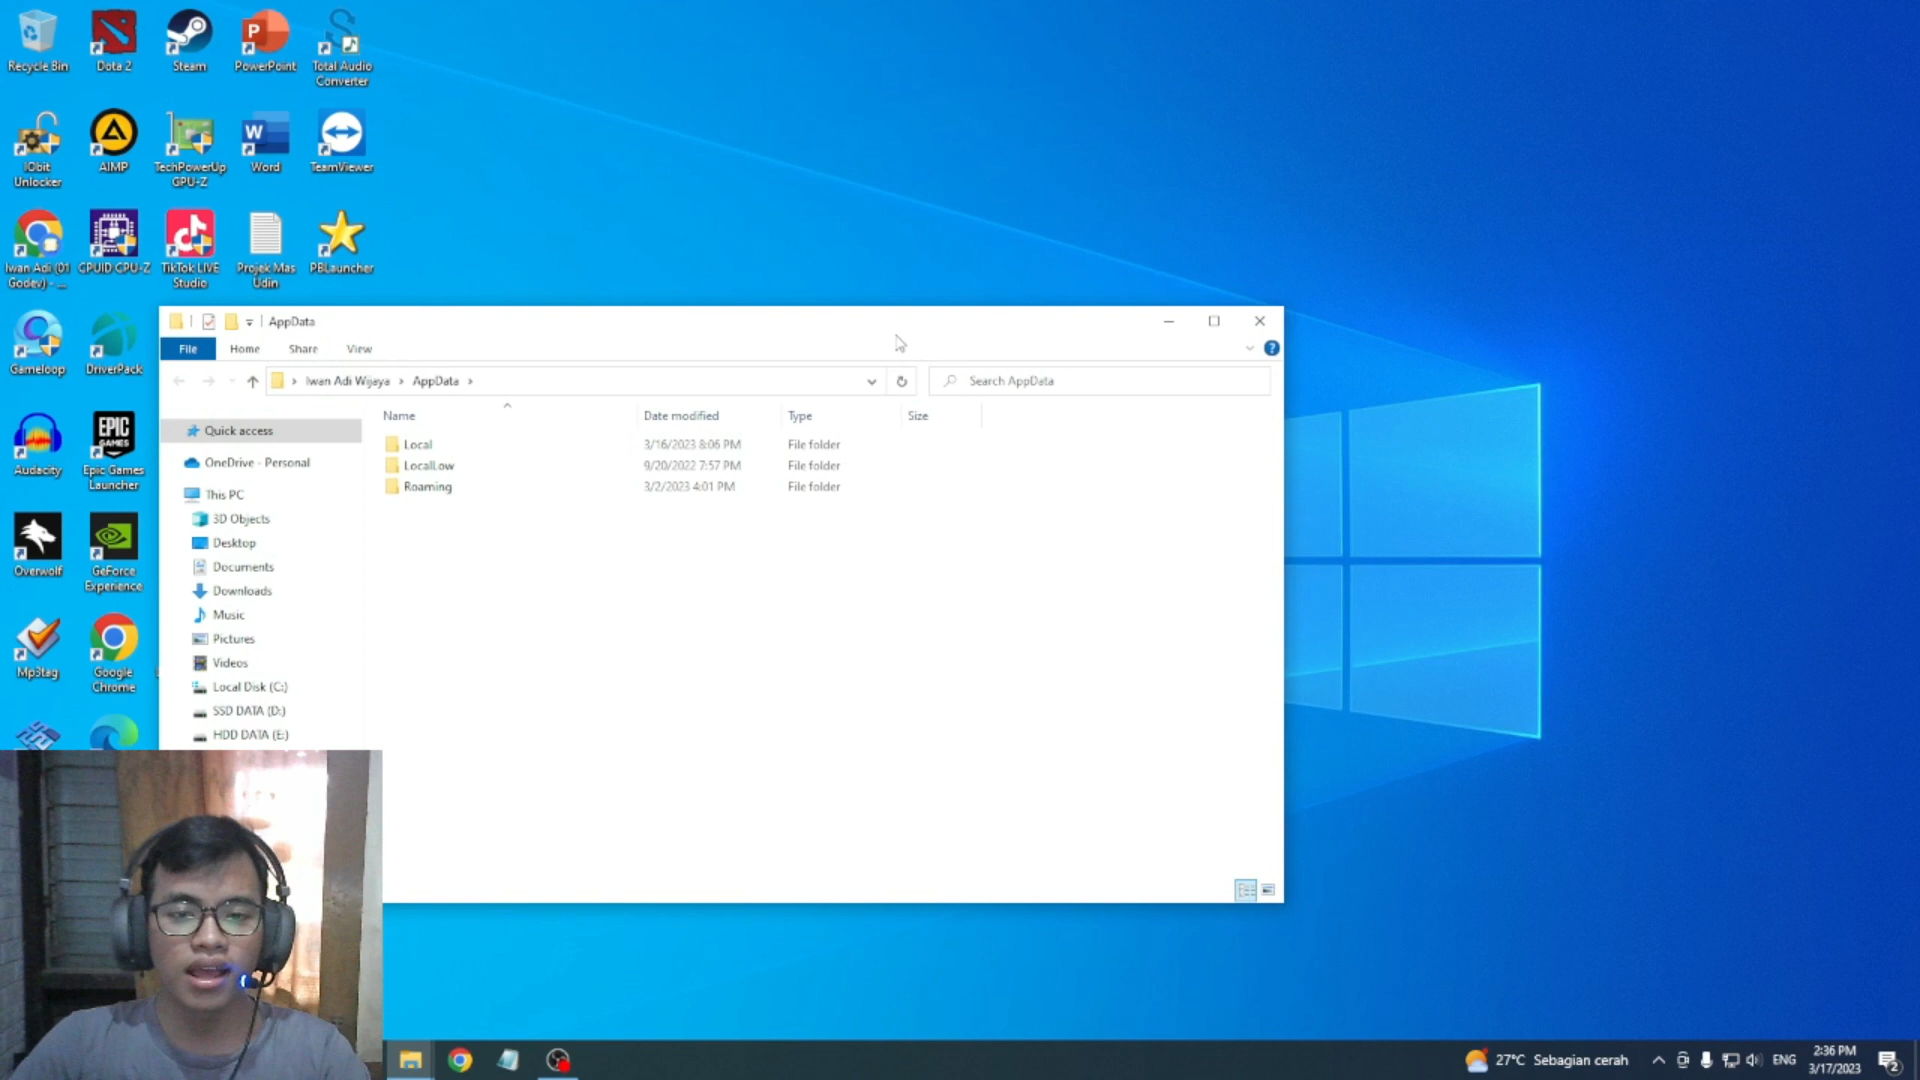 Recycle Bin
Dota 2
Steam
PowerPoint
Total Audio
Converter
IObit
Unlocker
AIMP
TechPowerUp
GPU-Z
Word
TeamViewer
Iwan Adi (01
Godev) - ...
CPUID CPU-Z
TikTok LIVE
Studio
Projek Mas
Udin
PBLauncher
Gameloop
DriverPack
Audacity
EPIC
GAMES
Epic Games
Launcher
Overwolf
GeForce
Experience
Mp3tag
Google
Chrome
AppData
File
Home
Share
View
Iwan Adi Wijaya > AppData >
Search AppData
Name
Date modified
Type
Size
Local
3/16/2023 8:06 PM
File folder
LocalLow
9/20/2022 7:57 PM
File folder
Roaming
3/2/2023 4:01 PM
File folder
Quick access
OneDrive - Personal
This PC
3D Objects
Desktop
Documents
Downloads
Music
Pictures
Videos
Local Disk (C:)
SSD DATA (D:)
HDD DATA (E:)
27°C Sebagian cerah
ENG
2:36 PM
3/17/2023
2